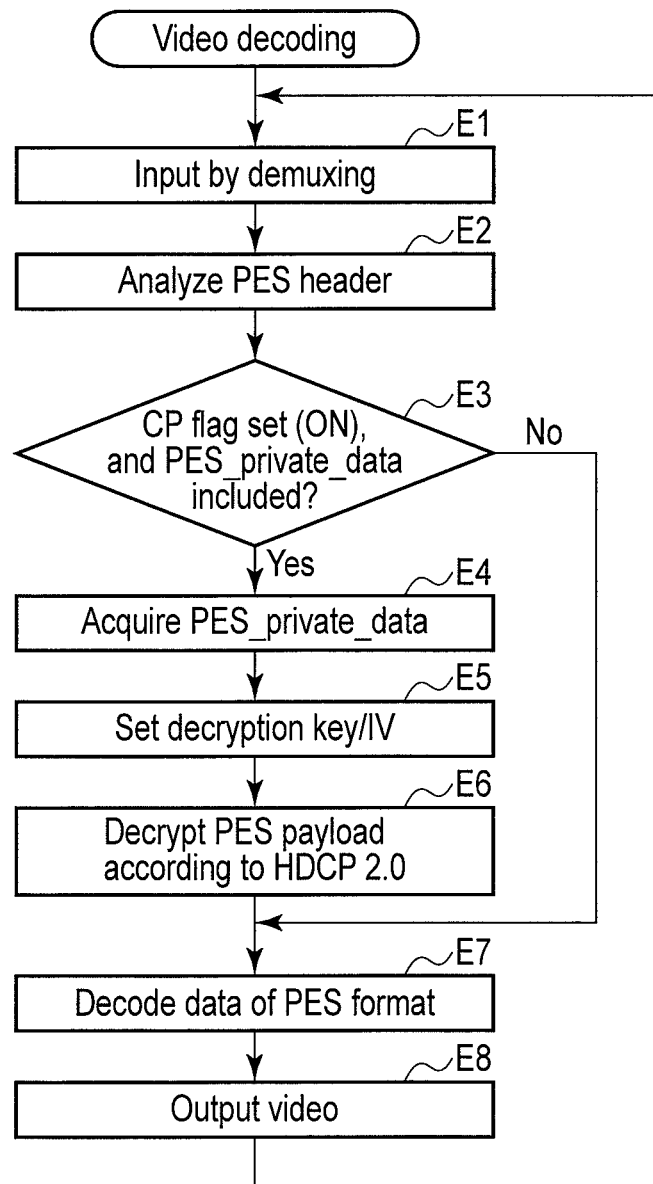 Video decoding
E1
Input by demuxing
E2
Analyze PES header
E3
CP flag set (ON),
and PES_private_data
included?
No
Yes
E4
Acquire PES_private_data
E5
Set decryption key/IV
E6
Decrypt PES payload
according to HDCP 2.0
E7
Decode data of PES format
E8
Output video